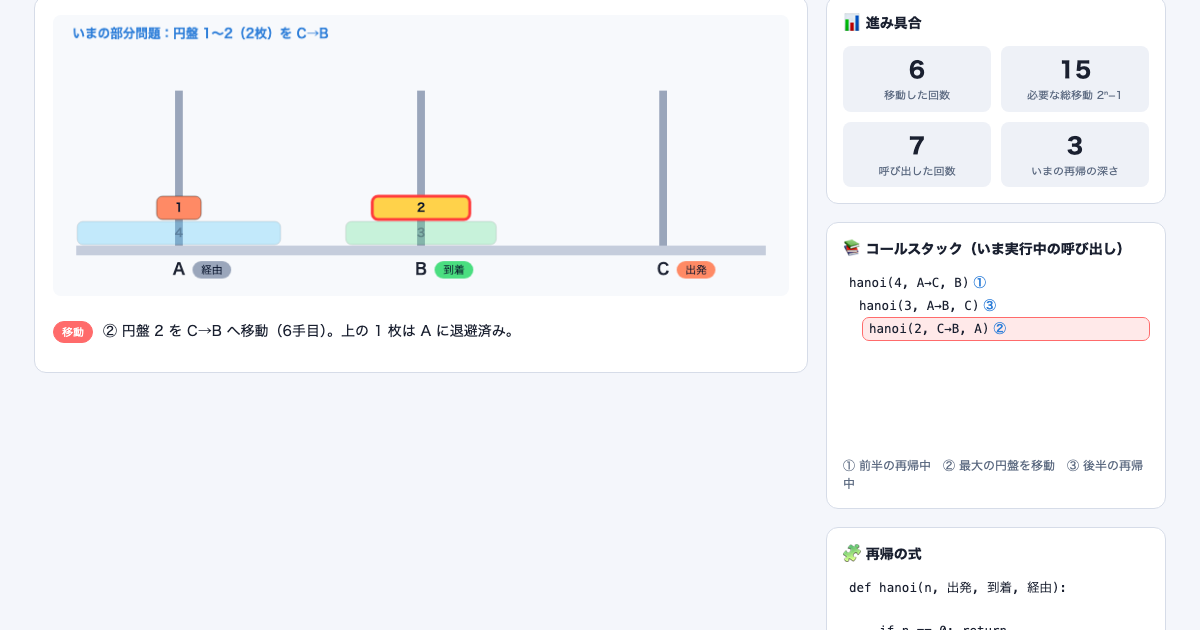 いまの部分問題：円盤 1〜2（2枚）を C→B
1
2
4
3
A 経由
B 到着
C 出発
移動 ② 円盤 2 を C→B へ移動（6手目）。上の 1 枚は A に退避済み。
📊 進み具合
6
移動した回数
15
必要な総移動 2ⁿ−1
7
呼び出した回数
3
いまの再帰の深さ
📚 コールスタック（いま実行中の呼び出し）
hanoi(4, A→C, B) ①
hanoi(3, A→B, C) ③
hanoi(2, C→B, A) ②
① 前半の再帰中 ② 最大の円盤を移動 ③ 後半の再帰
中
🧩 再帰の式
def hanoi(n, 出発, 到着, 経由):
if n == 0: return